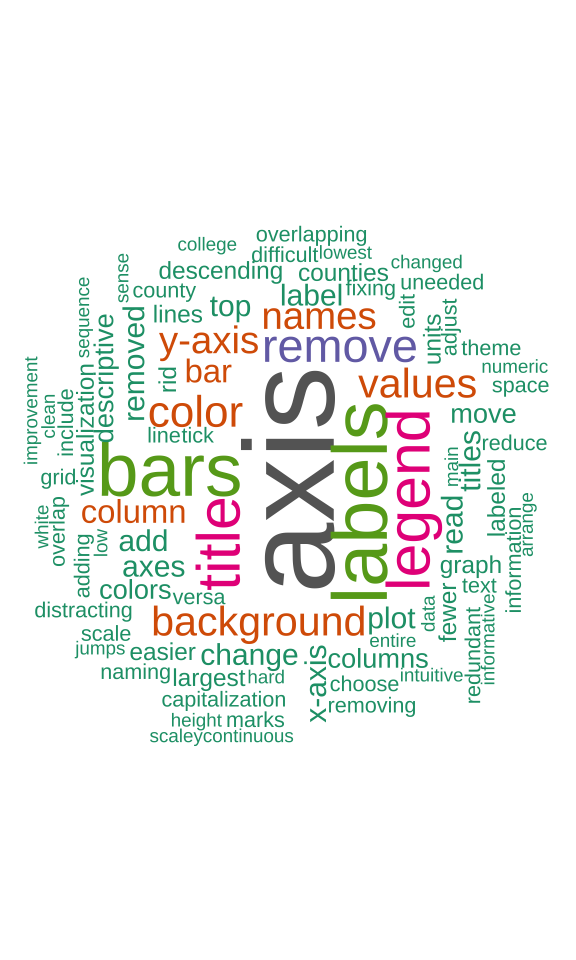 overlapping
college
difficult
lowest
changed
descending
counties
uneeded
sense
county
label
fixing
edit
sequence
lines
top
names
adjust
units
theme
removed
y-axis
remove
numeric
descriptive
rid
bar
values
space
improvement
clean
include
visualization
color
axis
labels
legend
move
linetick
titles
reduce
bars
main
grid
labeled
white
overlap
column
title
read
information
arrange
low
add
adding
axes
graph
colors
versa
text
fewer
data
distracting
background
plot
redundant
informative
scale
entire
jumps
easier
change
x-axis
columns
naming
largest
hard
choose
intuitive
capitalization
removing
height
marks
scaleycontinuous